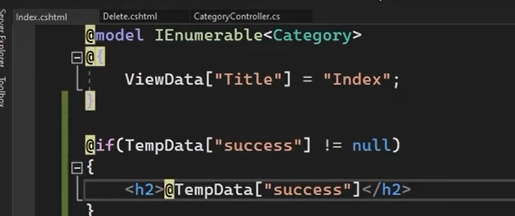 Index.cshtml Delete.cshtml CategoryController.cs
Server Explorer
Toolbox
@model IEnumerable<Category>
@{
ViewData["Title"] = "Index";
}
@if(TempData["success"] != null)
{
<h2>@TempData["success"]</h2>
}